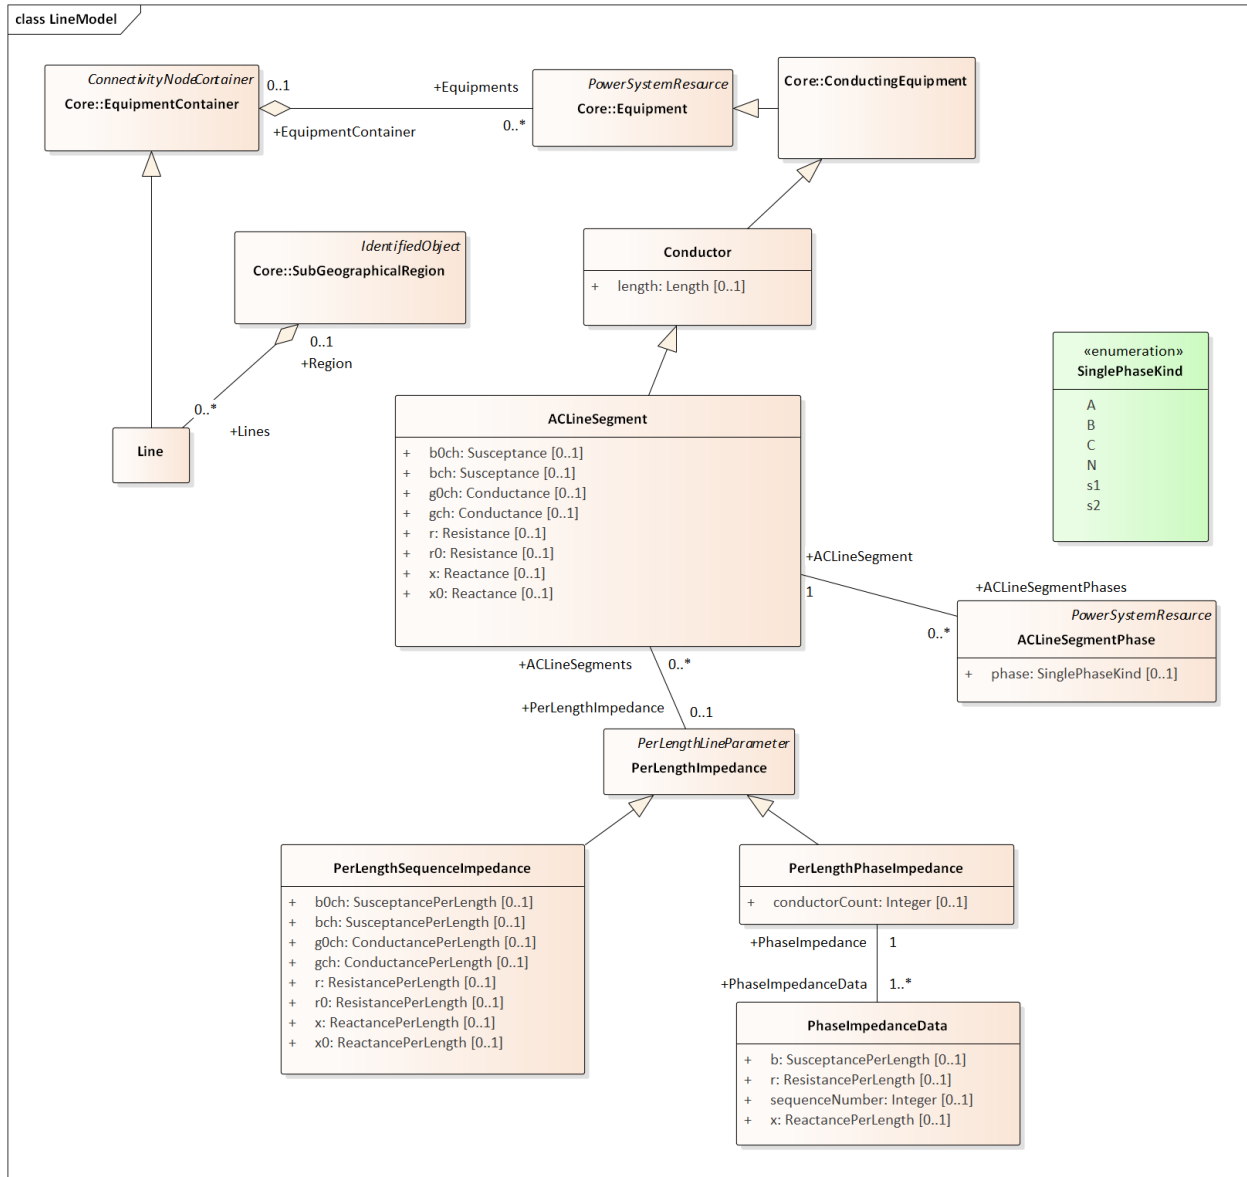 class LineModel
ConnectivityNodeContainer
Core::EquipmentContainer
0..1
+EquipmentContainer
+Equipments
0..*
PowerSystemResource
Core::Equipment
Core::ConductingEquipment
IdentifiedObject
Core::SubGeographicalRegion
0..1
+Region
0..*
+Lines
Line
Conductor
+ length: Length [0..1]
«enumeration»
SinglePhaseKind
A
B
C
N
s1
s2
ACLineSegment
+ b0ch: Susceptance [0..1]
+ bch: Susceptance [0..1]
+ g0ch: Conductance [0..1]
+ gch: Conductance [0..1]
+ r: Resistance [0..1]
+ r0: Resistance [0..1]
+ x: Reactance [0..1]
+ x0: Reactance [0..1]
+ACLineSegment
1
+ACLineSegmentPhases
0..*
PowerSystemResource
ACLineSegmentPhase
+ phase: SinglePhaseKind [0..1]
+ACLineSegments
0..*
+PerLengthImpedance
0..1
PerLengthLineParameter
PerLengthImpedance
PerLengthSequenceImpedance
+ b0ch: SusceptancePerLength [0..1]
+ bch: SusceptancePerLength [0..1]
+ g0ch: ConductancePerLength [0..1]
+ gch: ConductancePerLength [0..1]
+ r: ResistancePerLength [0..1]
+ r0: ResistancePerLength [0..1]
+ x: ReactancePerLength [0..1]
+ x0: ReactancePerLength [0..1]
PerLengthPhaseImpedance
+ conductorCount: Integer [0..1]
+PhaseImpedance
1
+PhaseImpedanceData
1..*
PhaseImpedanceData
+ b: SusceptancePerLength [0..1]
+ r: ResistancePerLength [0..1]
+ sequenceNumber: Integer [0..1]
+ x: ReactancePerLength [0..1]